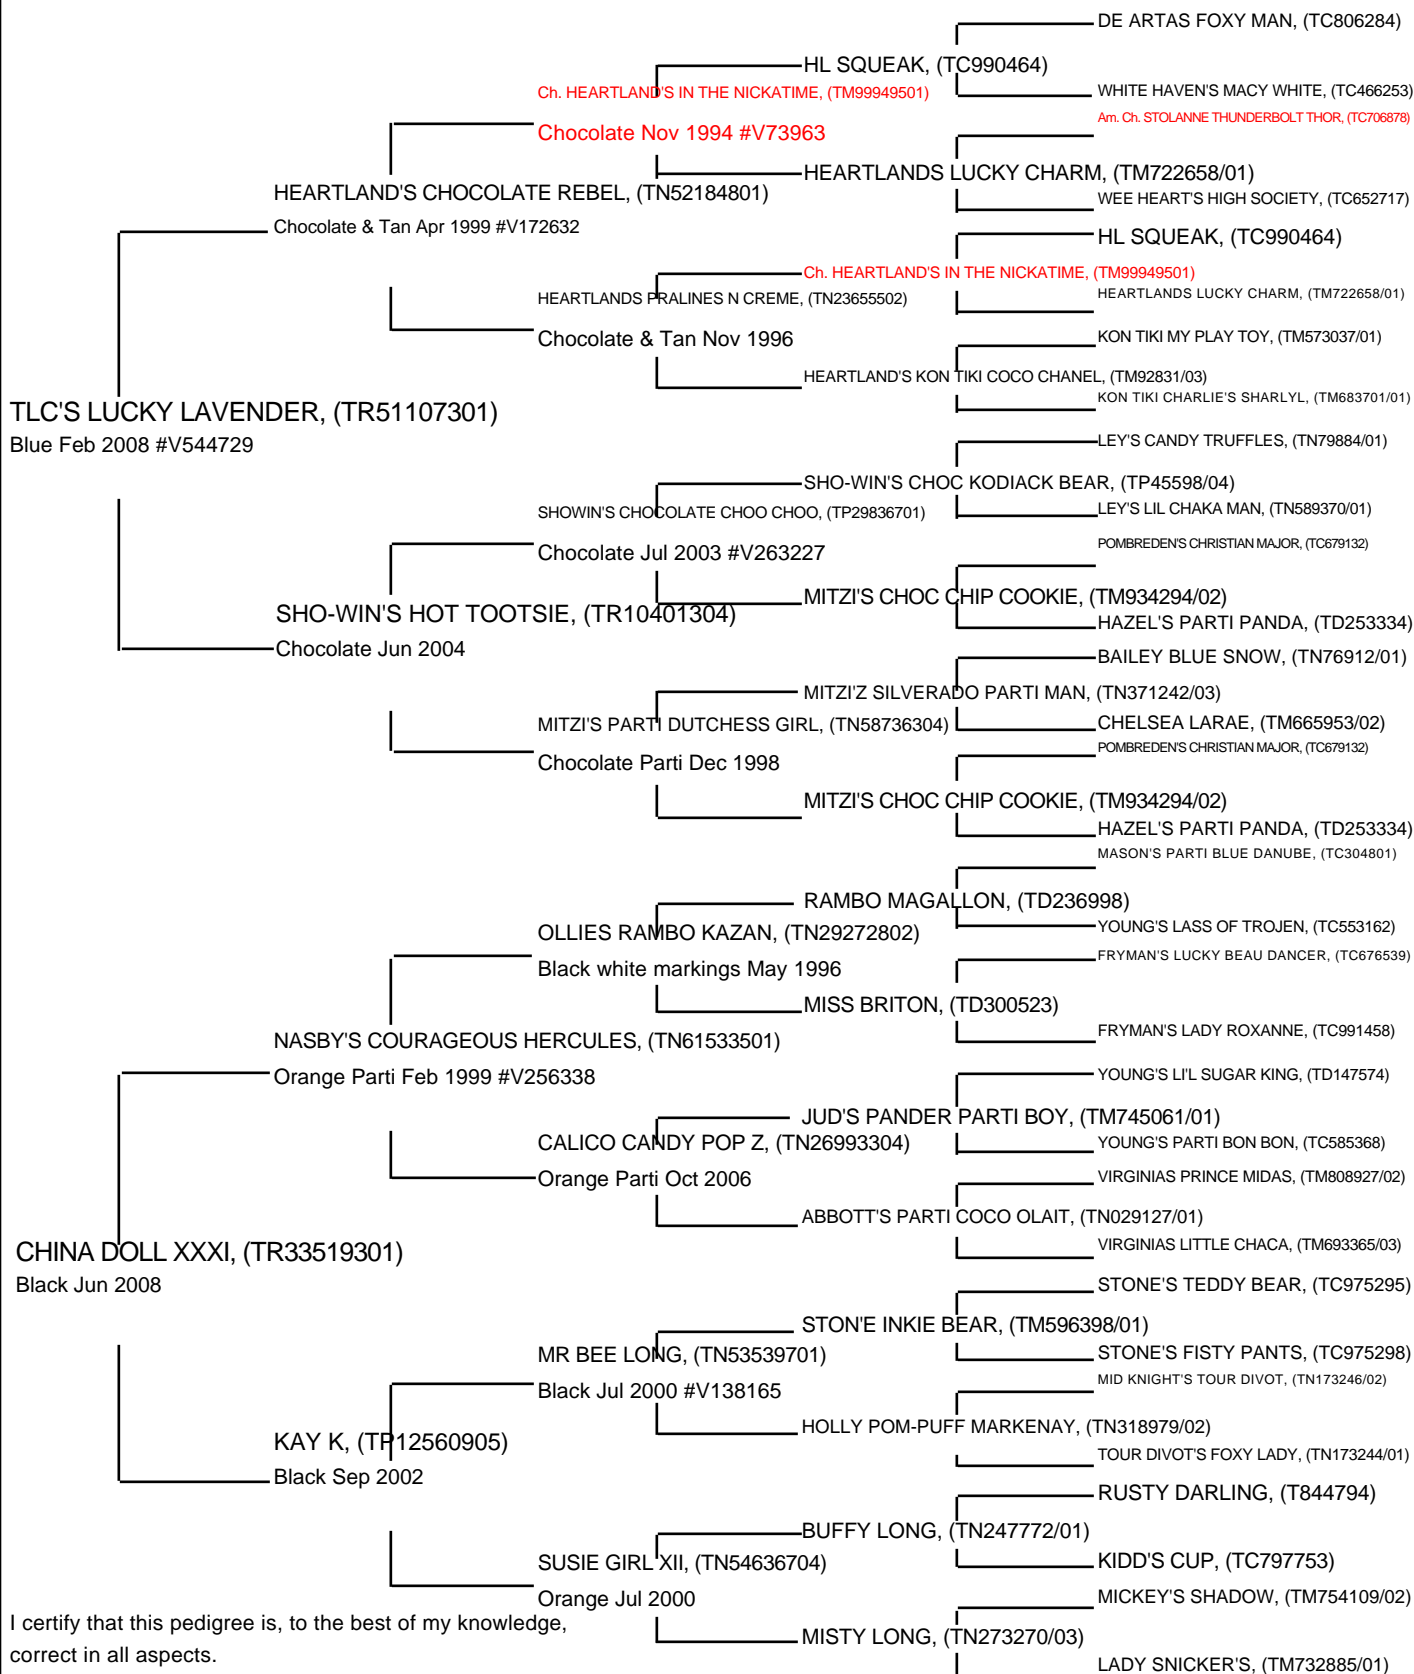 DE ARTAS FOXY MAN, (TC806284)
HL SQUEAK, (TC990464)
Ch. HEARTLAND'S IN THE NICKATIME, (TM99949501)
WHITE HAVEN'S MACY WHITE, (TC466253)
Am. Ch. STOLANNE THUNDERBOLT THOR, (TC706878)
Chocolate Nov 1994 #V73963
HEARTLANDS LUCKY CHARM, (TM722658/01)
HEARTLAND'S CHOCOLATE REBEL, (TN52184801)
WEE HEART'S HIGH SOCIETY, (TC652717)
Chocolate & Tan Apr 1999 #V172632
HL SQUEAK, (TC990464)
Ch. HEARTLAND'S IN THE NICKATIME, (TM99949501)
HEARTLANDS PRALINES N CREME, (TN23655502)
HEARTLANDS LUCKY CHARM, (TM722658/01)
Chocolate & Tan Nov 1996
KON TIKI MY PLAY TOY, (TM573037/01)
HEARTLAND'S KON TIKI COCO CHANEL, (TM92831/03)
KON TIKI CHARLIE'S SHARLYL, (TM683701/01)
TLC'S LUCKY LAVENDER, (TR51107301)
Blue Feb 2008 #V544729
LEY'S CANDY TRUFFLES, (TN79884/01)
SHO-WIN'S CHOC KODIACK BEAR, (TP45598/04)
SHOWIN'S CHOCOLATE CHOO CHOO, (TP29836701)
LEY'S LIL CHAKA MAN, (TN589370/01)
POMBREDEN'S CHRISTIAN MAJOR, (TC679132)
Chocolate Jul 2003 #V263227
MITZI'S CHOC CHIP COOKIE, (TM934294/02)
SHO-WIN'S HOT TOOTSIE, (TR10401304)
HAZEL'S PARTI PANDA, (TD253334)
Chocolate Jun 2004
BAILEY BLUE SNOW, (TN76912/01)
MITZI'Z SILVERADO PARTI MAN, (TN371242/03)
MITZI'S PARTI DUTCHESS GIRL, (TN58736304)
CHELSEA LARAE, (TM665953/02)
POMBREDEN'S CHRISTIAN MAJOR, (TC679132)
Chocolate Parti Dec 1998
MITZI'S CHOC CHIP COOKIE, (TM934294/02)
HAZEL'S PARTI PANDA, (TD253334)
MASON'S PARTI BLUE DANUBE, (TC304801)
RAMBO MAGALLON, (TD236998)
OLLIES RAMBO KAZAN, (TN29272802)
YOUNG'S LASS OF TROJEN, (TC553162)
FRYMAN'S LUCKY BEAU DANCER, (TC676539)
Black white markings May 1996
MISS BRITON, (TD300523)
NASBY'S COURAGEOUS HERCULES, (TN61533501)
FRYMAN'S LADY ROXANNE, (TC991458)
Orange Parti Feb 1999 #V256338
YOUNG'S LI'L SUGAR KING, (TD147574)
JUD'S PANDER PARTI BOY, (TM745061/01)
CALICO CANDY POP Z, (TN26993304)
YOUNG'S PARTI BON BON, (TC585368)
Orange Parti Oct 2006
VIRGINIAS PRINCE MIDAS, (TM808927/02)
ABBOTT'S PARTI COCO OLAIT, (TN029127/01)
VIRGINIAS LITTLE CHACA, (TM693365/03)
CHINA DOLL XXXI, (TR33519301)
Black Jun 2008
STONE'S TEDDY BEAR, (TC975295)
STON'E INKIE BEAR, (TM596398/01)
MR BEE LONG, (TN53539701)
STONE'S FISTY PANTS, (TC975298)
MID KNIGHT'S TOUR DIVOT, (TN173246/02)
Black Jul 2000 #V138165
HOLLY POM-PUFF MARKENAY, (TN318979/02)
KAY K, (TP12560905)
TOUR DIVOT'S FOXY LADY, (TN173244/01)
Black Sep 2002
RUSTY DARLING, (T844794)
BUFFY LONG, (TN247772/01)
SUSIE GIRL XII, (TN54636704)
KIDD'S CUP, (TC797753)
Orange Jul 2000
MICKEY'S SHADOW, (TM754109/02)
MISTY LONG, (TN273270/03)
LADY SNICKER'S, (TM732885/01)
I certify that this pedigree is, to the best of my knowledge,
correct in all aspects.